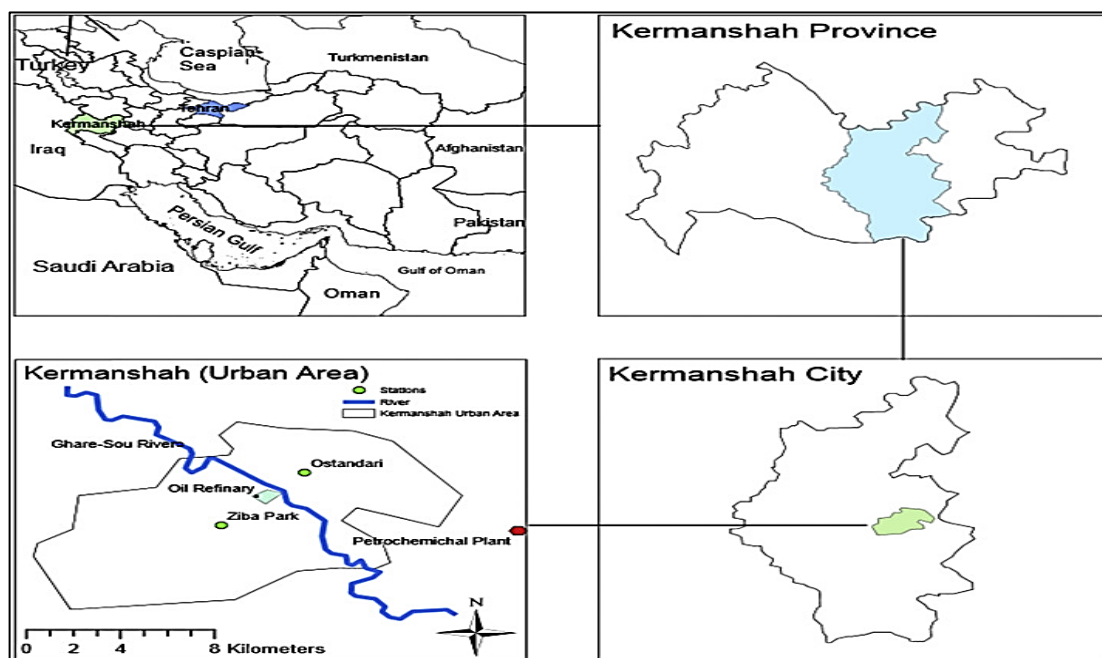 Caspian
Sea
Turkey
Turkmenistan
Tehran
Kermanshah
Iraq
Afghanistan
Pakistan
Persian Gulf
Saudi Arabia
Gulf of Oman
Oman
Kermanshah Province
Kermanshah (Urban Area)
Stations
River
Kermanshah Urban Area
Ghare-Sou Rivers
Ostandari
Oil Refinary
Ziba Park
Petrochemichal Plant
N
0 2 4 8 Kilometers
Kermanshah City